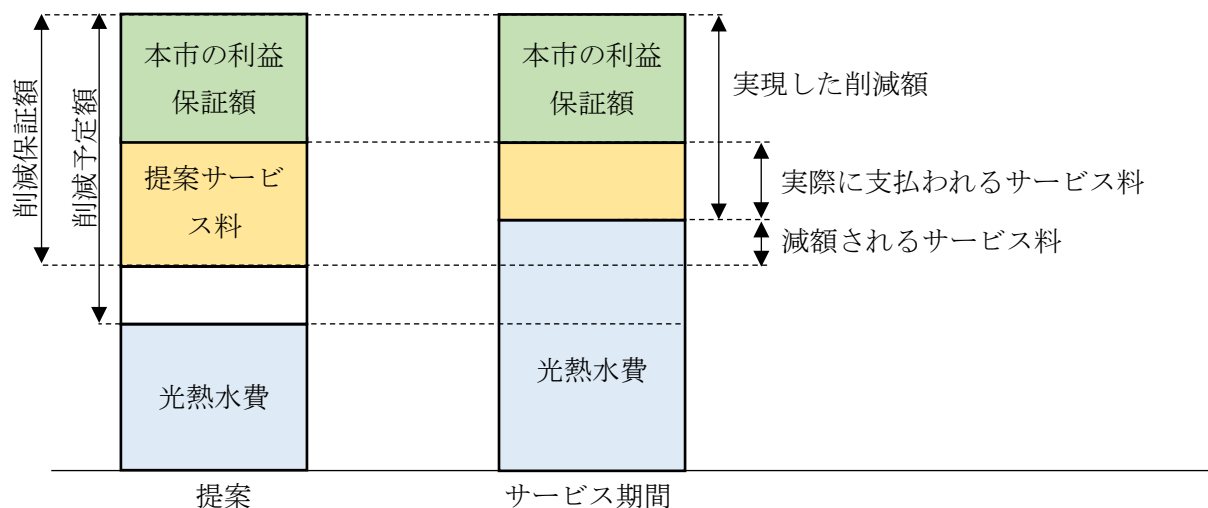 削減保証額
削減予定額
本市の利益
保証額
提案サービ
ス料
光熱水費
提案
本市の利益
保証額
光熱水費
サービス期間
実現した削減額
実際に支払われるサービス料
減額されるサービス料